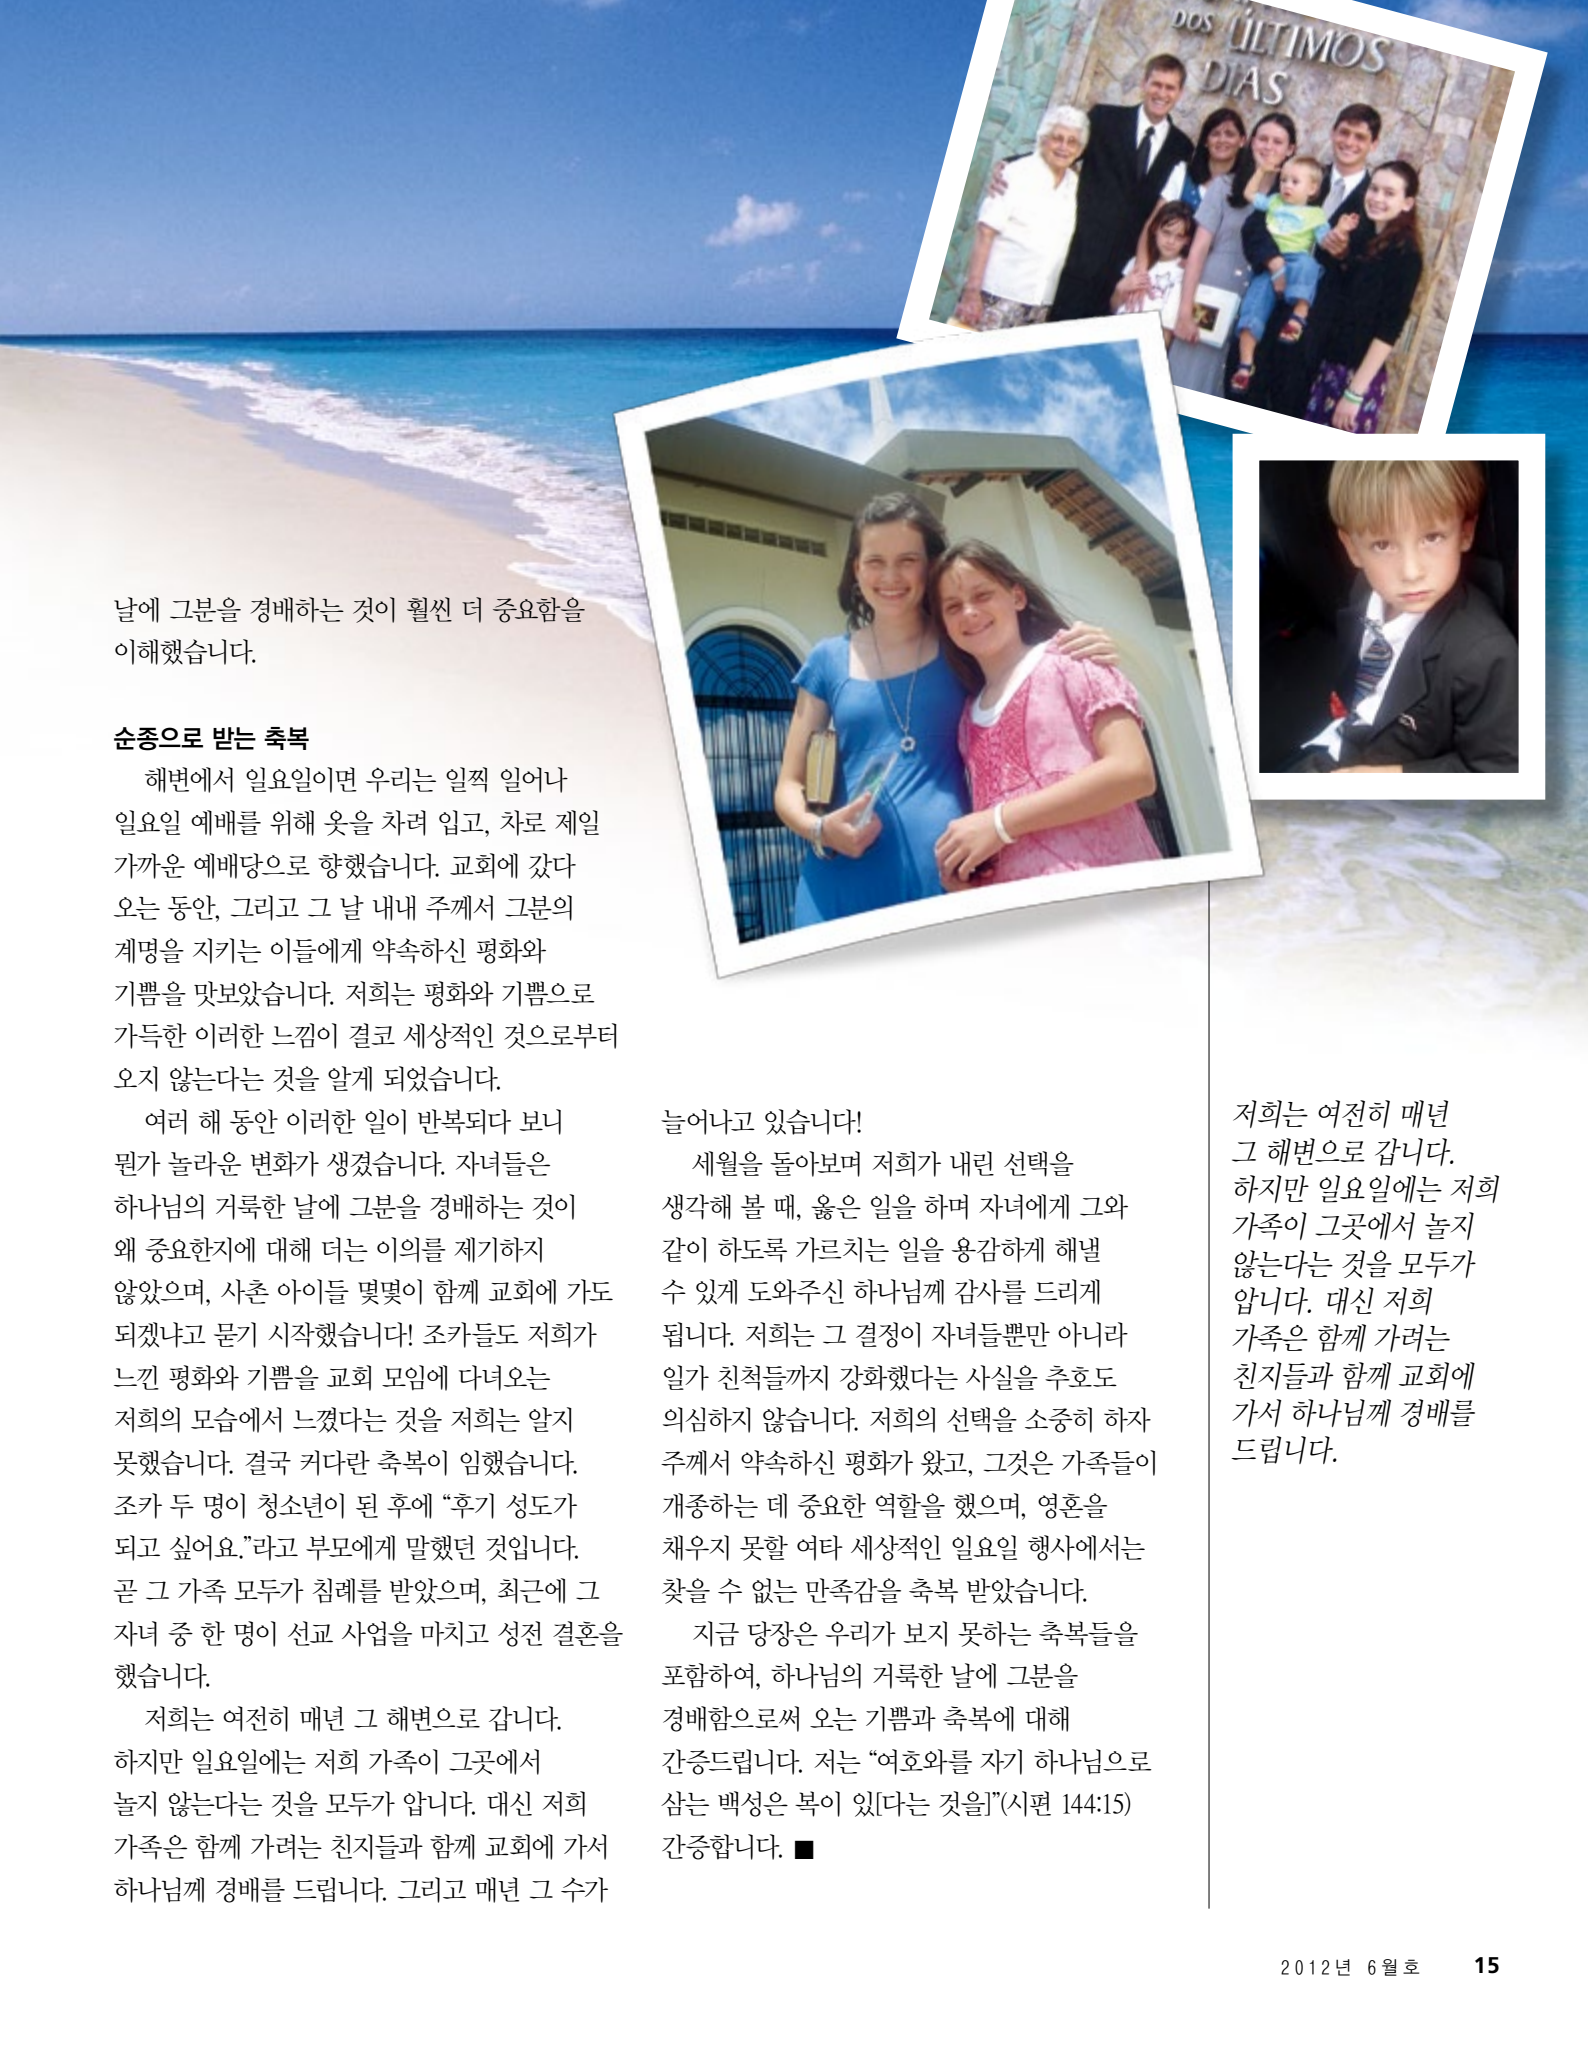 DOS ÚLTIMOS
DIAS
날에 그분을 경배하는 것이 훨씬 더 중요함을
이해했습니다.
순종으로 받는 축복
해변에서 일요일이면 우리는 일찍 일어나
일요일 예배를 위해 옷을 차려 입고, 차로 제일
가까운 예배당으로 향했습니다. 교회에 갔다
오는 동안, 그리고 그 날 내내 주께서 그분의
계명을 지키는 이들에게 약속하신 평화와
기쁨을 맛보았습니다. 저희는 평화와 기쁨으로
가득한 이러한 느낌이 결코 세상적인 것으로부터
오지 않는다는 것을 알게 되었습니다.
여러 해 동안 이러한 일이 반복되다 보니
뭔가 놀라운 변화가 생겼습니다. 자녀들은
하나님의 거룩한 날에 그분을 경배하는 것이
왜 중요한지에 대해 더는 이의를 제기하지
않았으며, 사촌 아이들 몇몇이 함께 교회에 가도
되겠냐고 묻기 시작했습니다! 조카들도 저희가
느낀 평화와 기쁨을 교회 모임에 다녀오는
저희의 모습에서 느꼈다는 것을 저희는 알지
못했습니다. 결국 커다란 축복이 임했습니다.
조카 두 명이 청소년이 된 후에 “후기 성도가
되고 싶어요.”라고 부모에게 말했던 것입니다.
곧 그 가족 모두가 침례를 받았으며, 최근에 그
자녀 중 한 명이 선교 사업을 마치고 성전 결혼을
했습니다.
저희는 여전히 매년 그 해변으로 갑니다.
하지만 일요일에는 저희 가족이 그곳에서
놀지 않는다는 것을 모두가 압니다. 대신 저희
가족은 함께 가려는 친지들과 함께 교회에 가서
하나님께 경배를 드립니다. 그리고 매년 그 수가
늘어나고 있습니다!
세월을 돌아보며 저희가 내린 선택을
생각해 볼 때, 옳은 일을 하며 자녀에게 그와
같이 하도록 가르치는 일을 용감하게 해낼
수 있게 도와주신 하나님께 감사를 드리게
됩니다. 저희는 그 결정이 자녀들뿐만 아니라
일가 친척들까지 강화했다는 사실을 추호도
의심하지 않습니다. 저희의 선택을 소중히 하자
주께서 약속하신 평화가 왔고, 그것은 가족들이
개종하는 데 중요한 역할을 했으며, 영혼을
채우지 못할 여타 세상적인 일요일 행사에서는
찾을 수 없는 만족감을 축복 받았습니다.
지금 당장은 우리가 보지 못하는 축복들을
포함하여, 하나님의 거룩한 날에 그분을
경배함으로써 오는 기쁨과 축복에 대해
간증드립니다. 저는 “여호와를 자기 하나님으로
삼는 백성은 복이 있[다는 것을]”(시편 144:15)
간증합니다. ■
저희는 여전히 매년
그 해변으로 갑니다.
하지만 일요일에는 저희
가족이 그곳에서 놀지
않는다는 것을 모두가
압니다. 대신 저희
가족은 함께 가려는
친지들과 함께 교회에
가서 하나님께 경배를
드립니다.
2012년 6월호 15